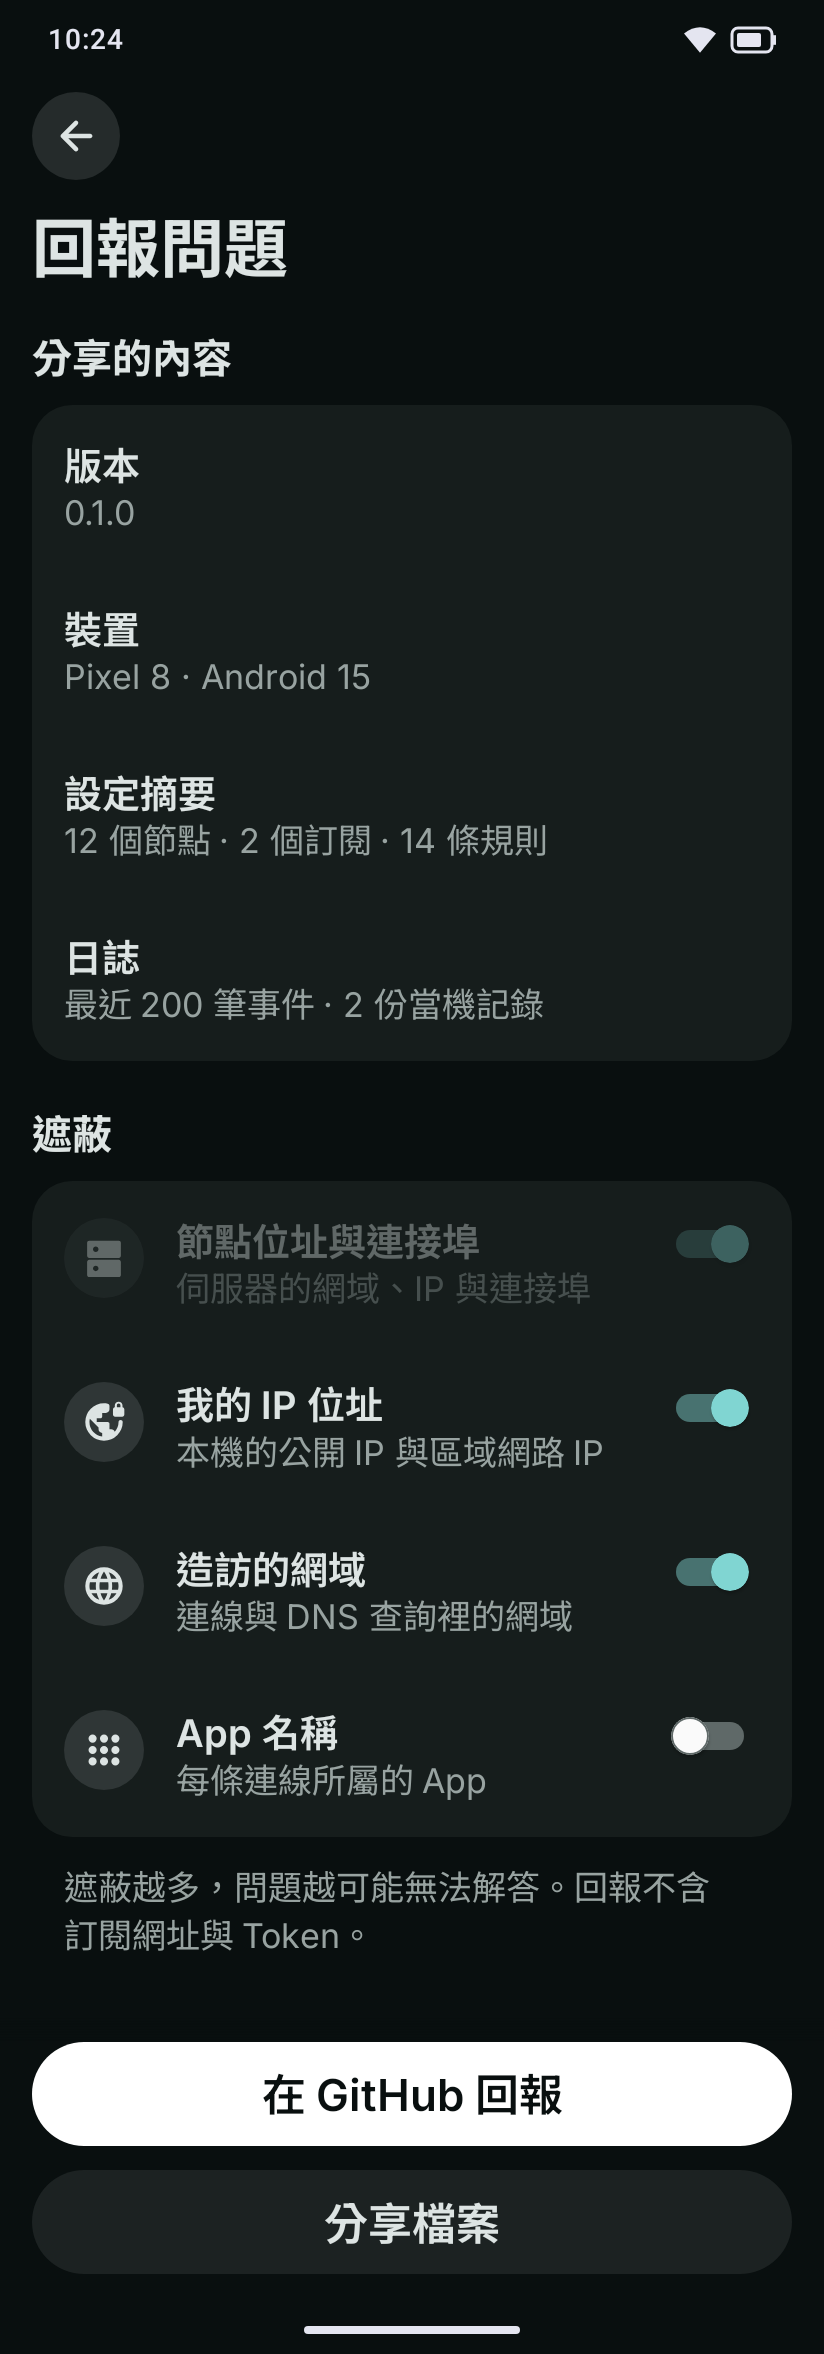 10:24
回報問題
分享的內容
版本
0.1.0
裝置
Pixel 8 · Android 15
設定摘要
12 個節點 · 2 個訂閱 · 14 條規則
日誌
最近 200 筆事件 · 2 份當機記錄
遮蔽
節點位址與連接埠
伺服器的網域、IP 與連接埠
我的 IP 位址
本機的公開 IP 與區域網路 IP
造訪的網域
連線與 DNS 查詢裡的網域
App 名稱
每條連線所屬的 App
遮蔽越多，問題越可能無法解答。回報不含
訂閱網址與 Token。
在 GitHub 回報
分享檔案